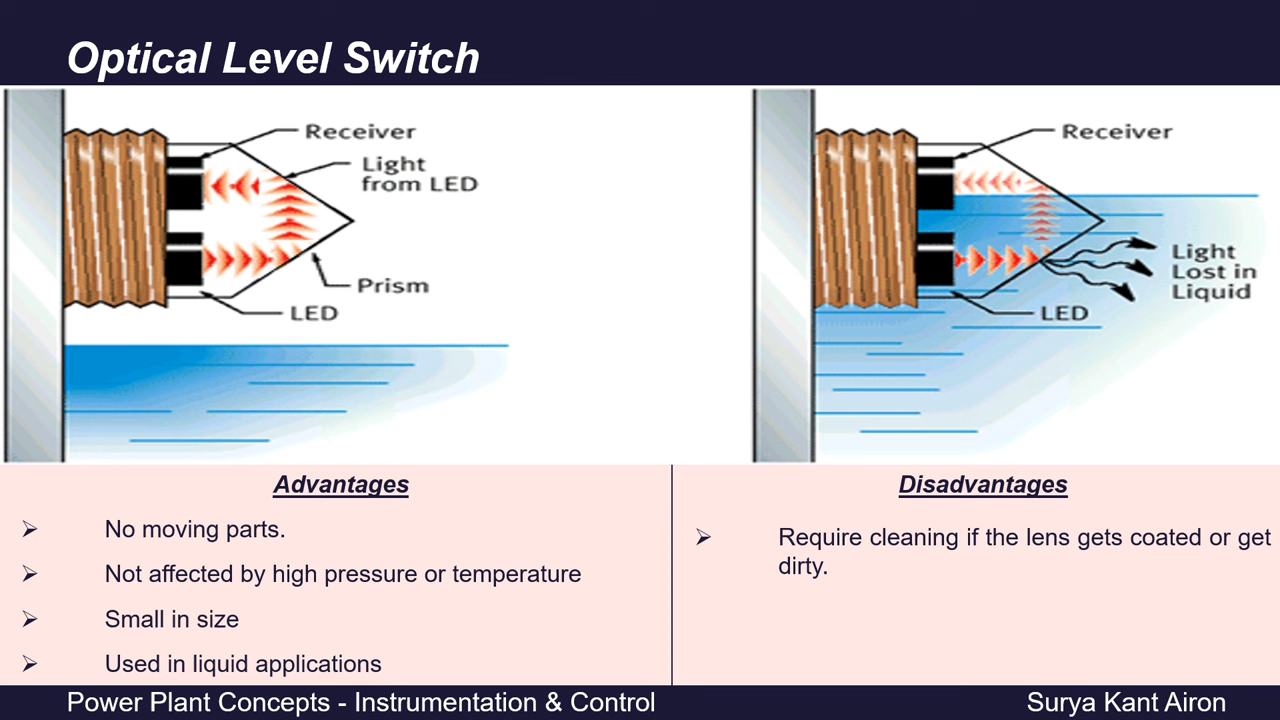 Optical Level Switch
Receiver
Light
from LED
Prism
LED
Receiver
Light
Lost in
Liquid
LED
Advantages
No moving parts.
Not affected by high pressure or temperature
Small in size
Used in liquid applications
Disadvantages
Require cleaning if the lens gets coated or get
dirty.
Power Plant Concepts - Instrumentation & Control
Surya Kant Airon